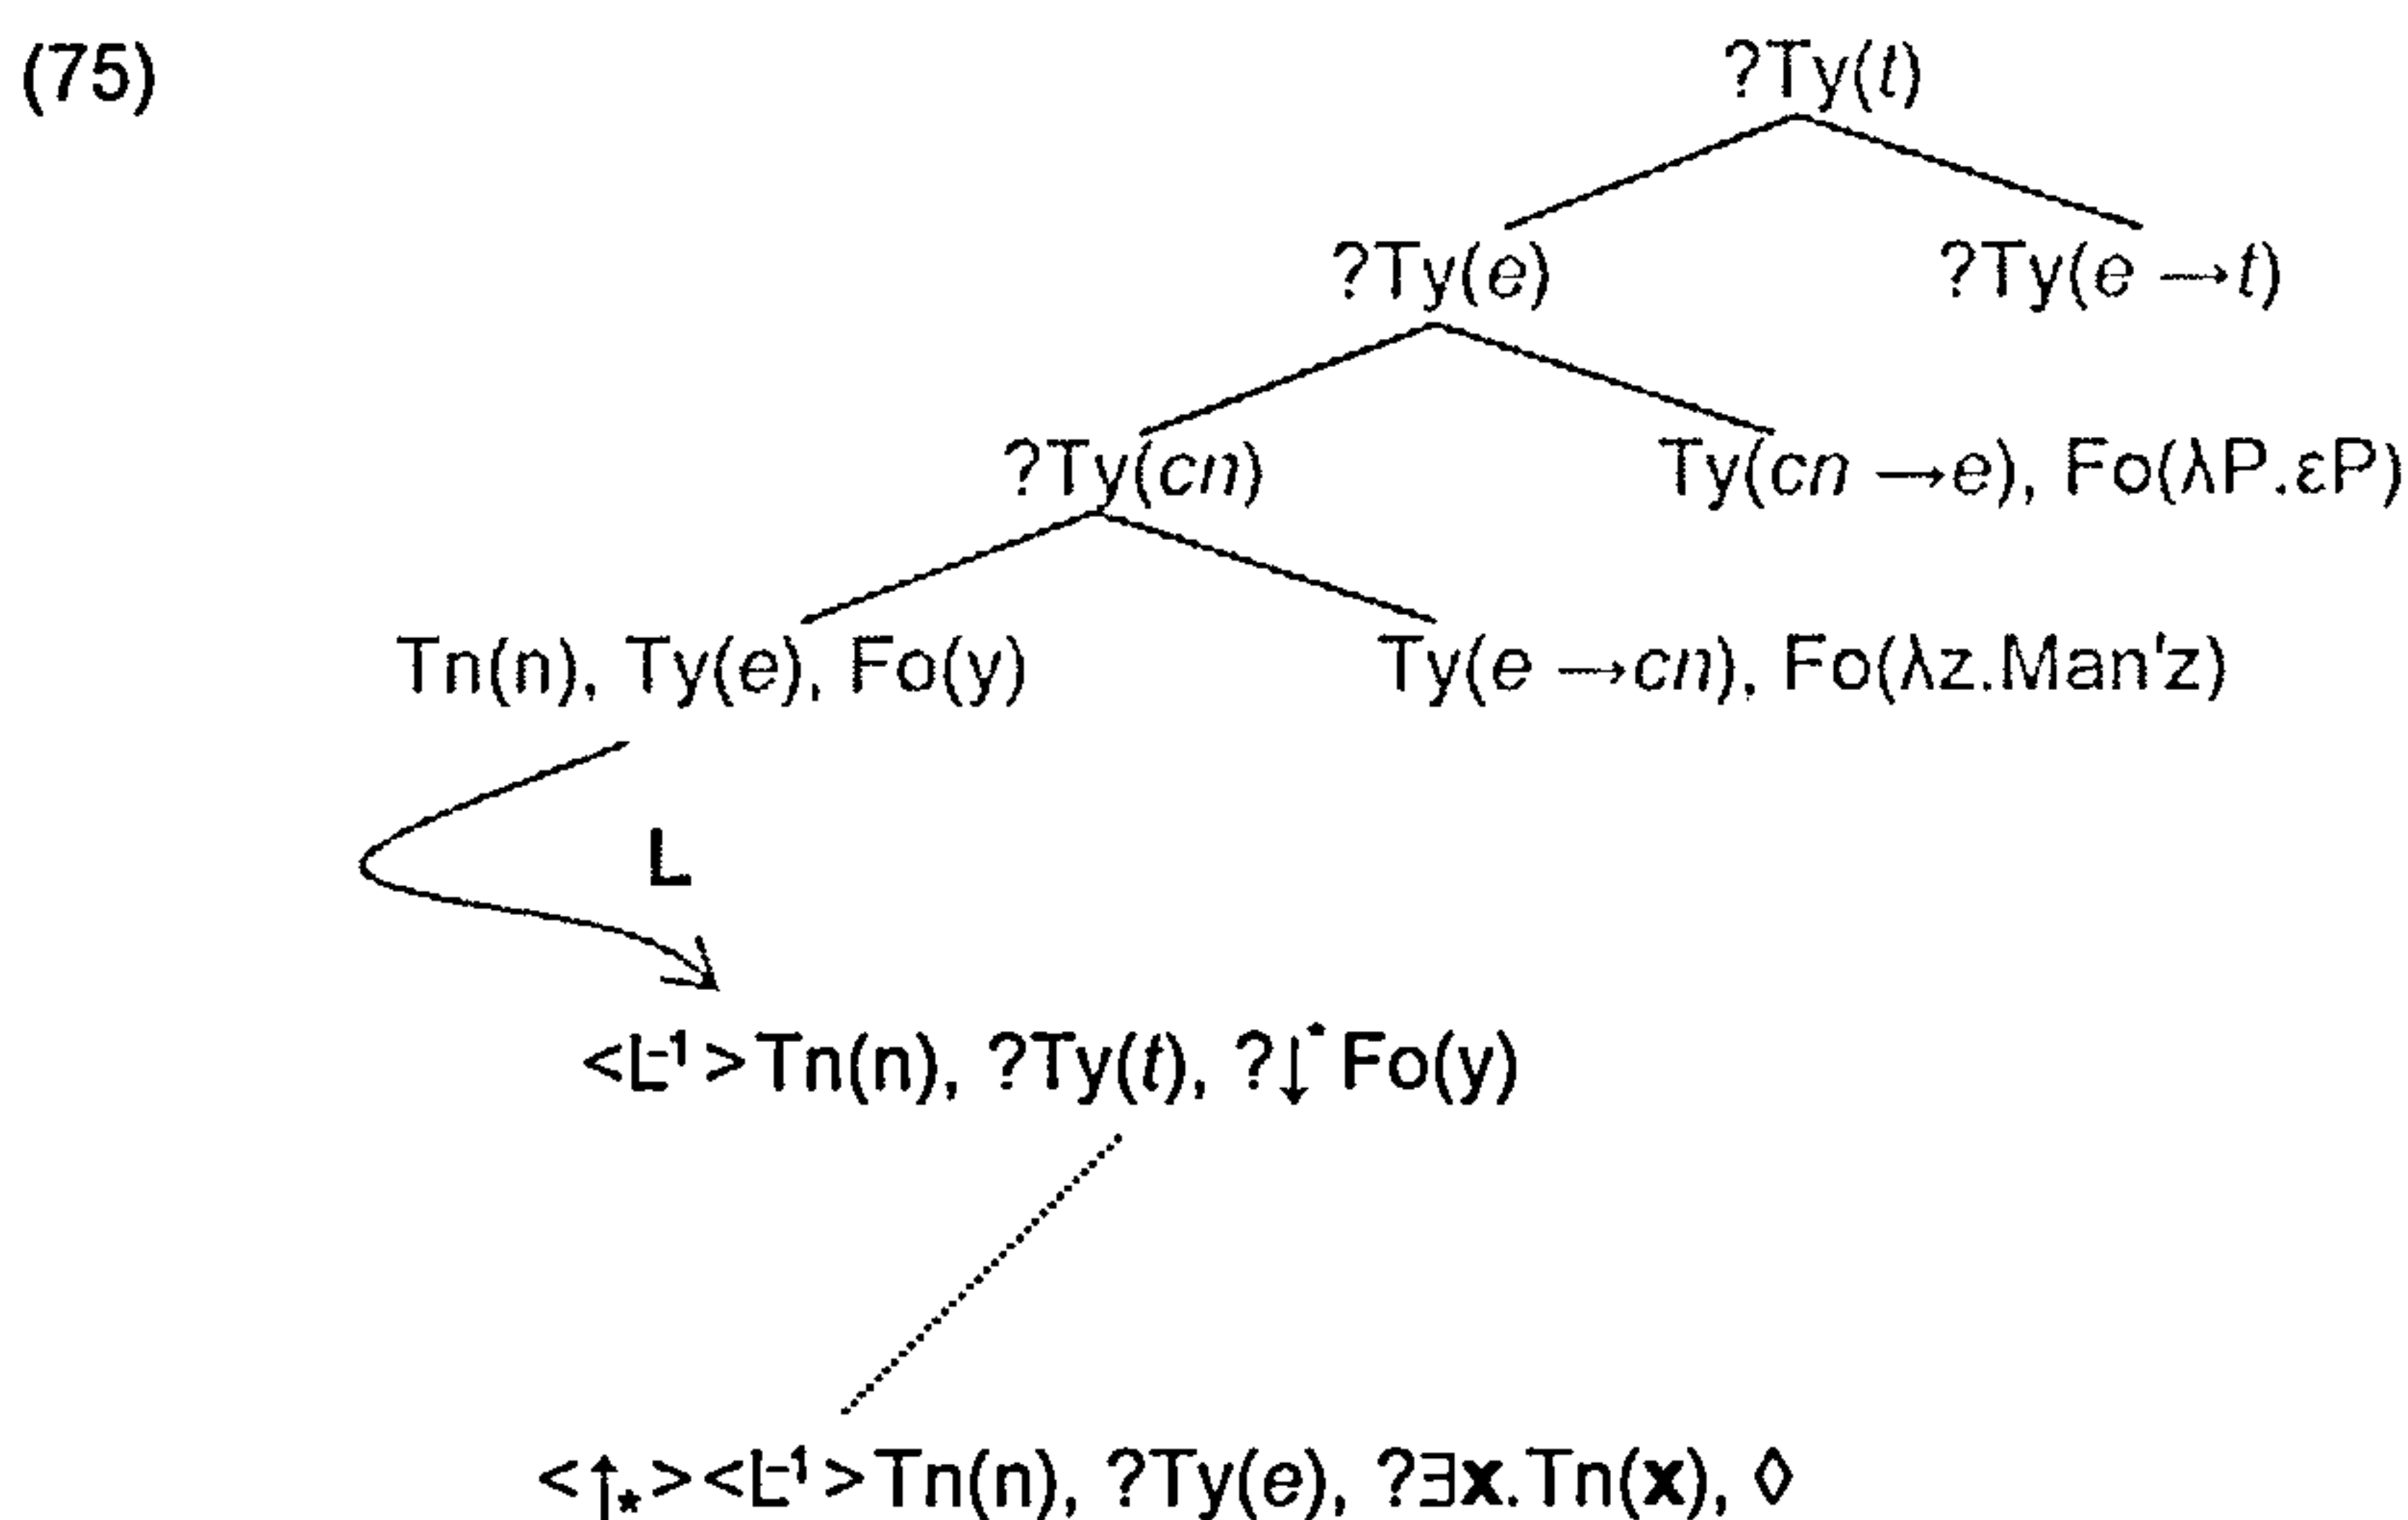 (75) ?Ty(t)
?Ty(e) ?Ty(e → t)
?Ty(cn) Ty(cn → e), Fo(λP.εP)
Tn(n), Ty(e), Fo(y) Ty(e → cn), Fo(λz.Man'z)
L
<L⁻¹>Tn(n), ?Ty(t), ?↓*Fo(y)
<↑⁎><L⁻¹>Tn(n), ?Ty(e), ?∃x.Tn(x), ◊